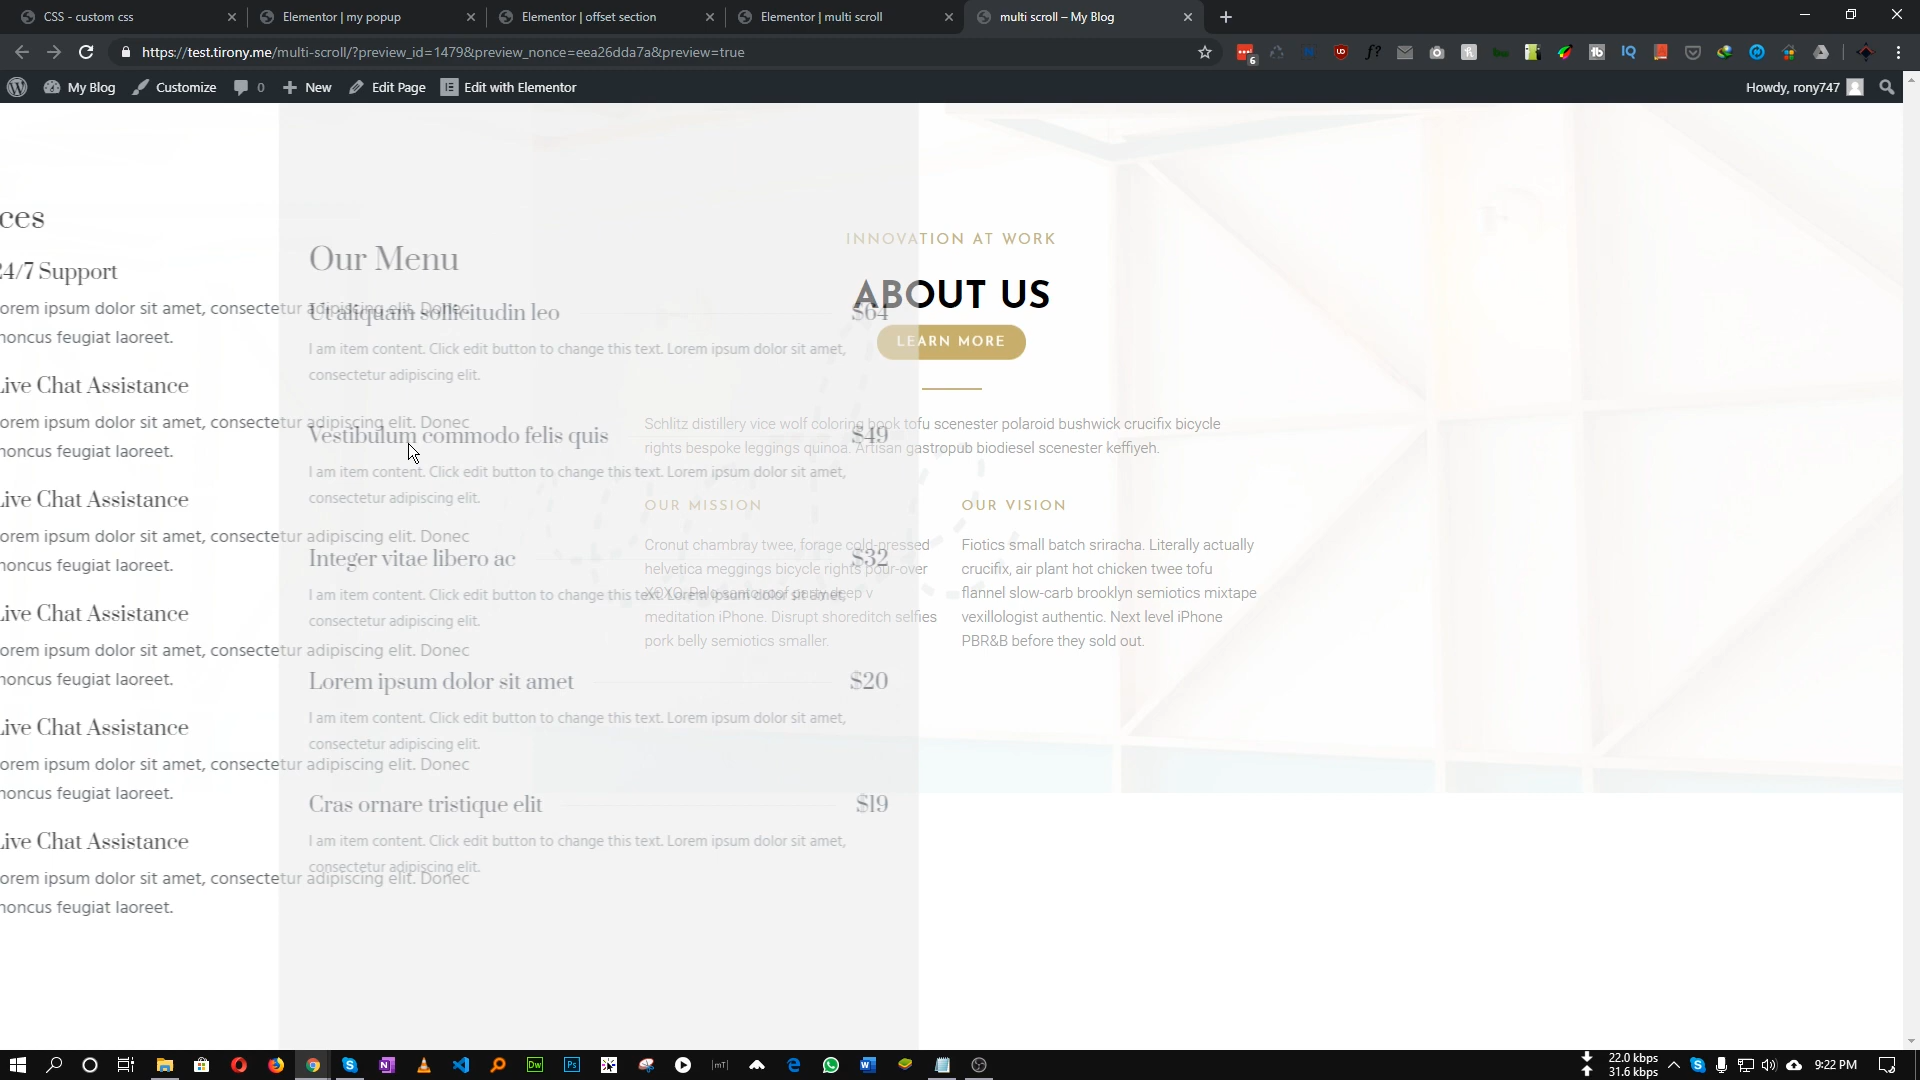 CSS - custom css
Elementor | my popup
Elementor | offset section
Elementor | multi scroll
multi scroll – My Blog
https://test.tirony.me/multi-scroll/?preview_id=1479&preview_nonce=eea26dda7a&preview=true
6
My Blog
Customize
0
New
Edit Page
Edit with Elementor
Howdy, rony747
ces
24/7 Support
orem ipsum dolor sit amet, consectetur adipiscing elit. Donec
honcus feugiat laoreet.
Live Chat Assistance
orem ipsum dolor sit amet, consectetur adipiscing elit. Donec
honcus feugiat laoreet.
Live Chat Assistance
orem ipsum dolor sit amet, consectetur adipiscing elit. Donec
honcus feugiat laoreet.
Live Chat Assistance
orem ipsum dolor sit amet, consectetur adipiscing elit. Donec
honcus feugiat laoreet.
Live Chat Assistance
orem ipsum dolor sit amet, consectetur adipiscing elit. Donec
honcus feugiat laoreet.
Live Chat Assistance
orem ipsum dolor sit amet, consectetur adipiscing elit. Donec
honcus feugiat laoreet.
Our Menu
Ut aliquam sollicitudin leo $64
I am item content. Click edit button to change this text. Lorem ipsum dolor sit amet,
consectetur adipiscing elit.
Vestibulum commodo felis quis $49
I am item content. Click edit button to change this text. Lorem ipsum dolor sit amet,
consectetur adipiscing elit.
Integer vitae libero ac $32
I am item content. Click edit button to change this text. Lorem ipsum dolor sit amet,
consectetur adipiscing elit.
Lorem ipsum dolor sit amet $20
I am item content. Click edit button to change this text. Lorem ipsum dolor sit amet,
consectetur adipiscing elit.
Cras ornare tristique elit $19
I am item content. Click edit button to change this text. Lorem ipsum dolor sit amet,
consectetur adipiscing elit.
INNOVATION AT WORK
ABOUT US
LEARN MORE
Schlitz distillery vice wolf coloring book tofu scenester polaroid bushwick crucifix bicycle
rights bespoke leggings quinoa. Artisan gastropub biodiesel scenester keffiyeh.
OUR MISSION
Cronut chambray twee, forage cold-pressed
helvetica meggings bicycle rights pour-over
XOXO. Palo santo roof party deep v
meditation iPhone. Disrupt shoreditch selfies
pork belly semiotics smaller.
OUR VISION
Fiotics small batch sriracha. Literally actually
crucifix, air plant hot chicken twee tofu
flannel slow-carb brooklyn semiotics mixtape
vexillologist authentic. Next level iPhone
PBR&B before they sold out.
22.0 kbps
31.6 kbps
9:22 PM